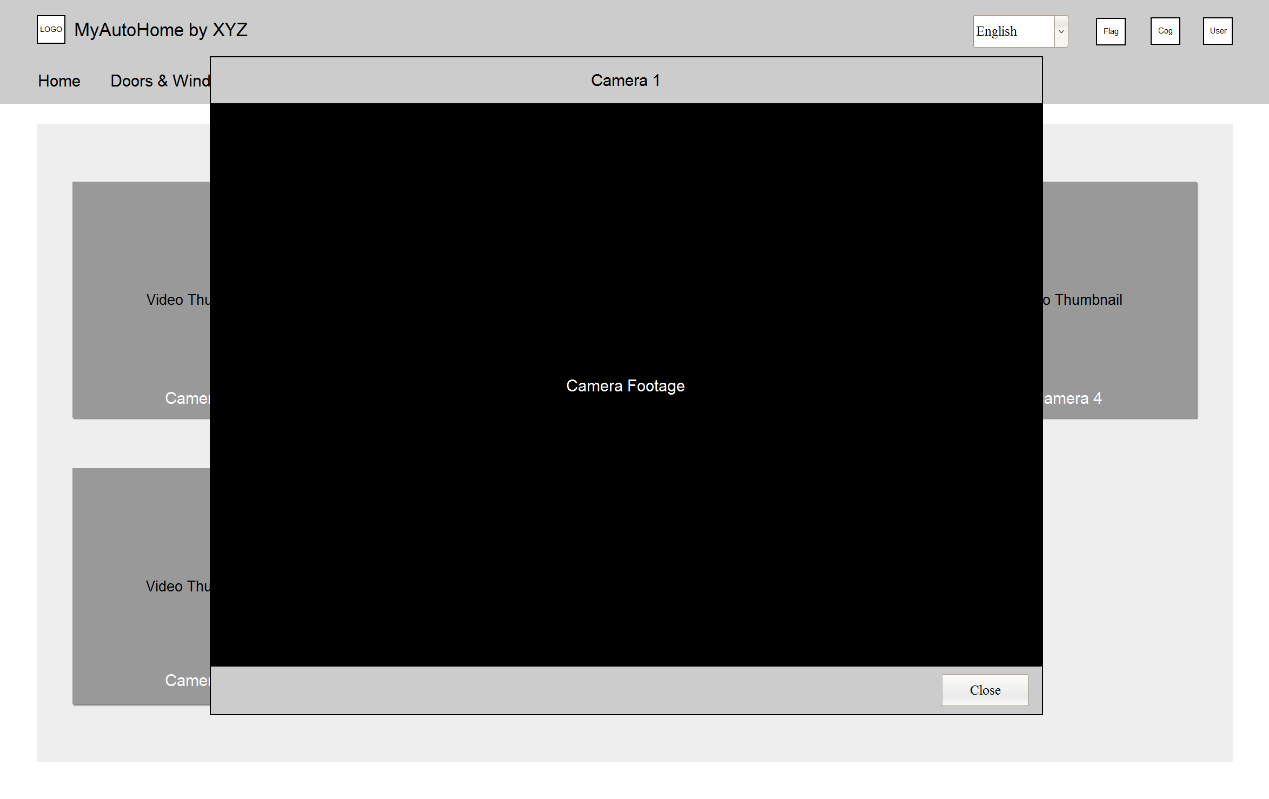 LOGO MyAutoHome by XYZ English Flag Cog User
Home Doors & Wind
Camera 1
Video Thu
o Thumbnail
Camera Footage
Camer
amera 4
Video Thu
Camer
Close